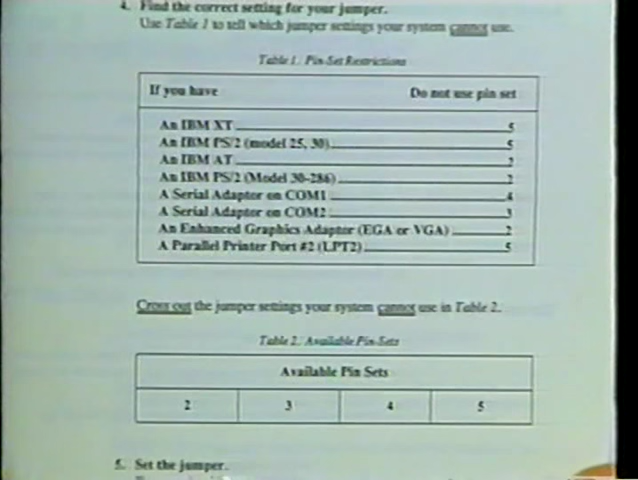 4. Find the correct setting for your jumper.
Use Table 1 to tell which jumper settings your system cannot use.
Table 1. Pin-Set Restrictions
If you have Do not use pin set
An IBM XT 5
An IBM PS/2 (model 25, 30) 5
An IBM AT 2
An IBM PS/2 (Model 30-286) 2
A Serial Adaptor on COM1 4
A Serial Adaptor on COM2 3
An Enhanced Graphics Adaptor (EGA or VGA) 2
A Parallel Printer Port #2 (LPT2) 5
Cross out the jumper settings your system cannot use in Table 2.
Table 2. Available Pin-Sets
Available Pin Sets
2 3 4 5
5. Set the jumper.